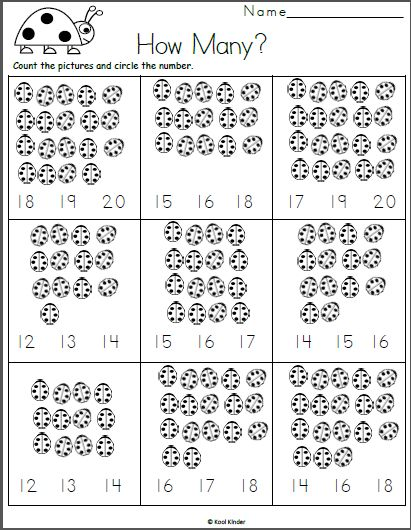 Name
How Many?
Count the pictures and circle the number.
18 19 20
15 16 18
17 19 20
12 13 14
15 16 17
14 15 16
12 13 14
16 17 18
14 16 18
© Kool Kinder